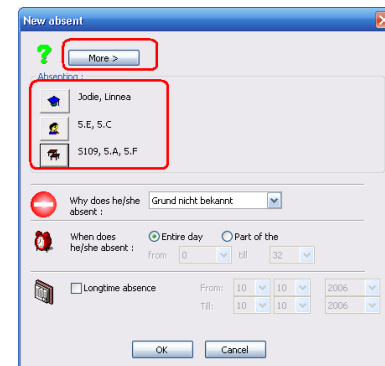 New absent
More >
Absenting :
Jodie, Linnea
5.E, 5.C
S109, 5.A, 5.F
Why does he/she absent : Grund nicht bekannt
When does he/she absent : Entire day Part of the
from 0 till 32
Longtime absence From: 10 10 2006
Till: 10 10 2006
OK Cancel